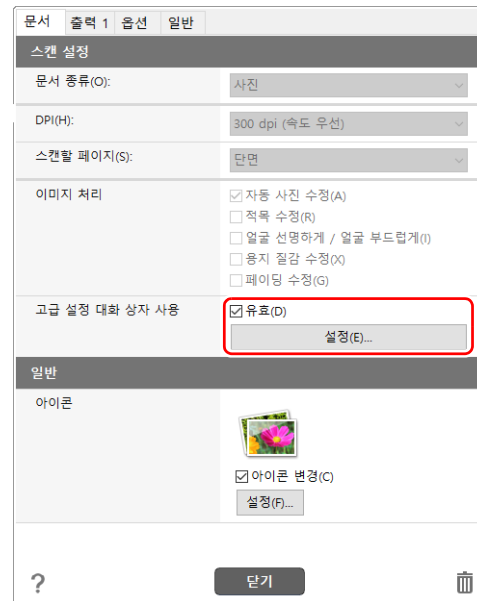 문서 출력 1 옵션 일반
스캔 설정
문서 종류(O): 사진
DPI(H): 300 dpi (속도 우선)
스캔할 페이지(S): 단면
이미지 처리 자동 사진 수정(A)
적목 수정(R)
얼굴 선명하게 / 얼굴 부드럽게(I)
용지 질감 수정(X)
페이딩 수정(G)
고급 설정 대화 상자 사용 유효(D)
설정(E)...
일반
아이콘
아이콘 변경(C)
설정(F)...
? 닫기